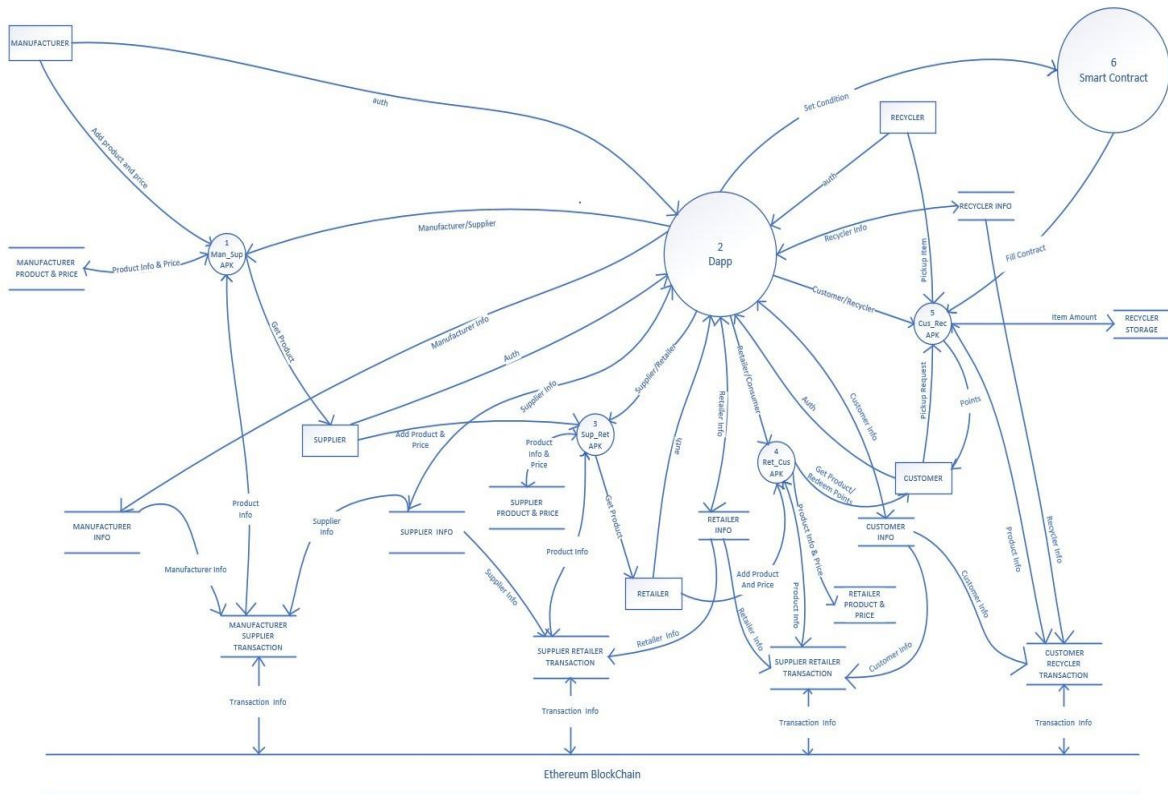 MANUFACTURER
auth
Add product and price
Set Condition
6
Smart Contract
RECYCLER
auth
RECYCLER INFO
Recycler Info
Pickup Item
Fill Contract
Manufacturer/Supplier
2
Dapp
1
Man_Sup
APK
MANUFACTURER
PRODUCT & PRICE
Product Info & Price
Get Product
Manufacturer Info
Auth
Supplier Info
Supplier/Retailer
Customer/Recycler
5
Cus_Rec
APK
Item Amount
RECYCLER
STORAGE
Retailer/Consumer
Retailer Info
Auth
Customer Info
Pickup Request
Points
SUPPLIER
Add Product &
Price
3
Sup_Ret
APK
Product
Info &
Price
auth
4
Ret_Cus
APK
Get Product/
Redeem Points
CUSTOMER
SUPPLIER
PRODUCT & PRICE
MANUFACTURER
INFO
Product
Info
Supplier
Info
SUPPLIER INFO
Get Product
RETAILER
INFO
Product Info & Price
CUSTOMER
INFO
Product Info
Recycler Info
Manufacturer Info
Supplier Info
Product Info
RETAILER
Add Product
And Price
Product Info
RETAILER
PRODUCT &
PRICE
Customer Info
MANUFACTURER
SUPPLIER
TRANSACTION
SUPPLIER RETAILER
TRANSACTION
Retailer Info
Retailer Info
SUPPLIER RETAILER
TRANSACTION
Customer Info
CUSTOMER
RECYCLER
TRANSACTION
Transaction Info
Transaction Info
Transaction Info
Transaction Info
Ethereum BlockChain